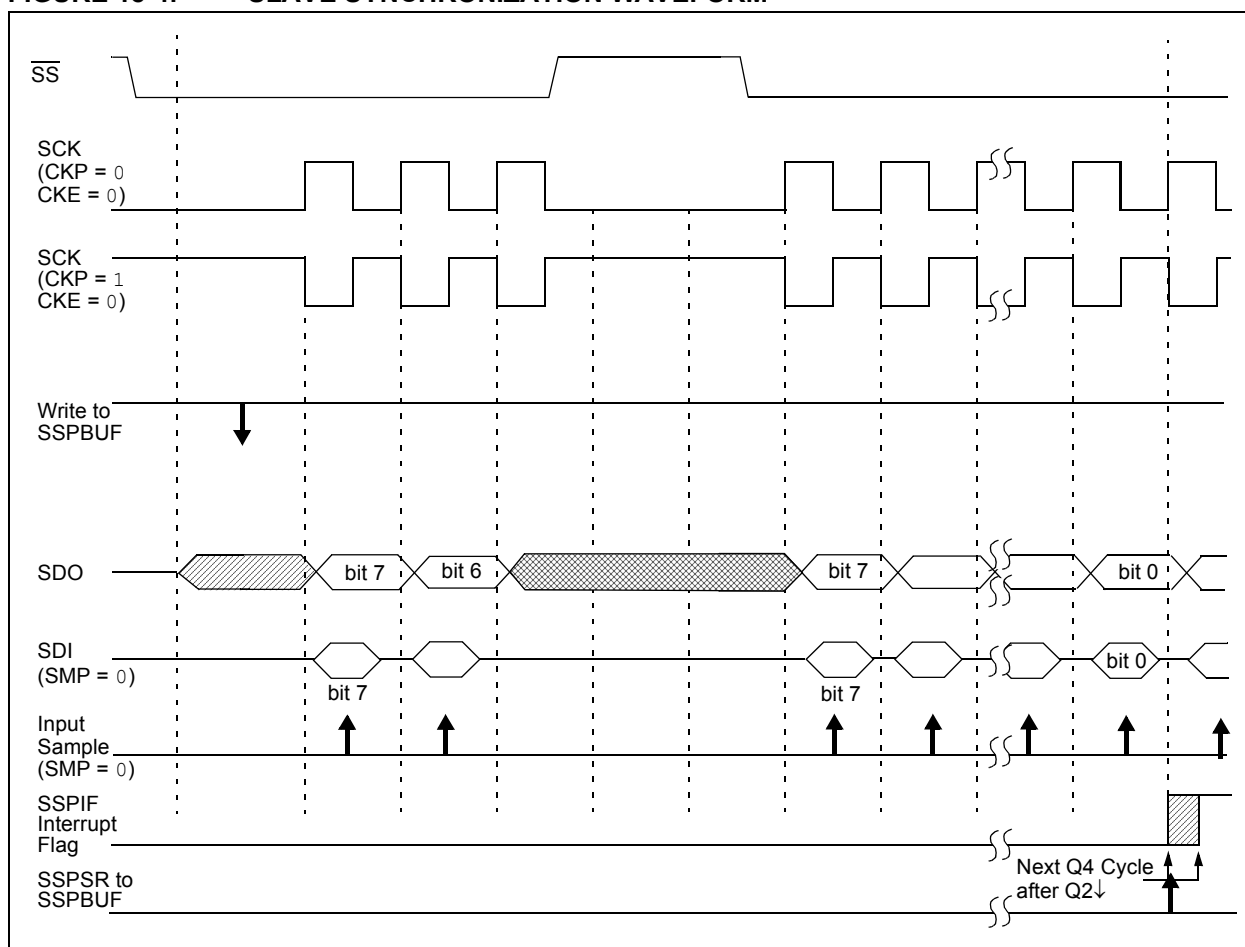 SS
SCK
(CKP = 0
CKE = 0)
SCK
(CKP = 1
CKE = 0)
Write to
SSPBUF
SDO
bit 7
bit 6
bit 7
bit 0
SDI
(SMP = 0)
bit 7
bit 7
bit 0
Input
Sample
(SMP = 0)
SSPIF
Interrupt
Flag
SSPSR to
SSPBUF
Next Q4 Cycle
after Q2↓